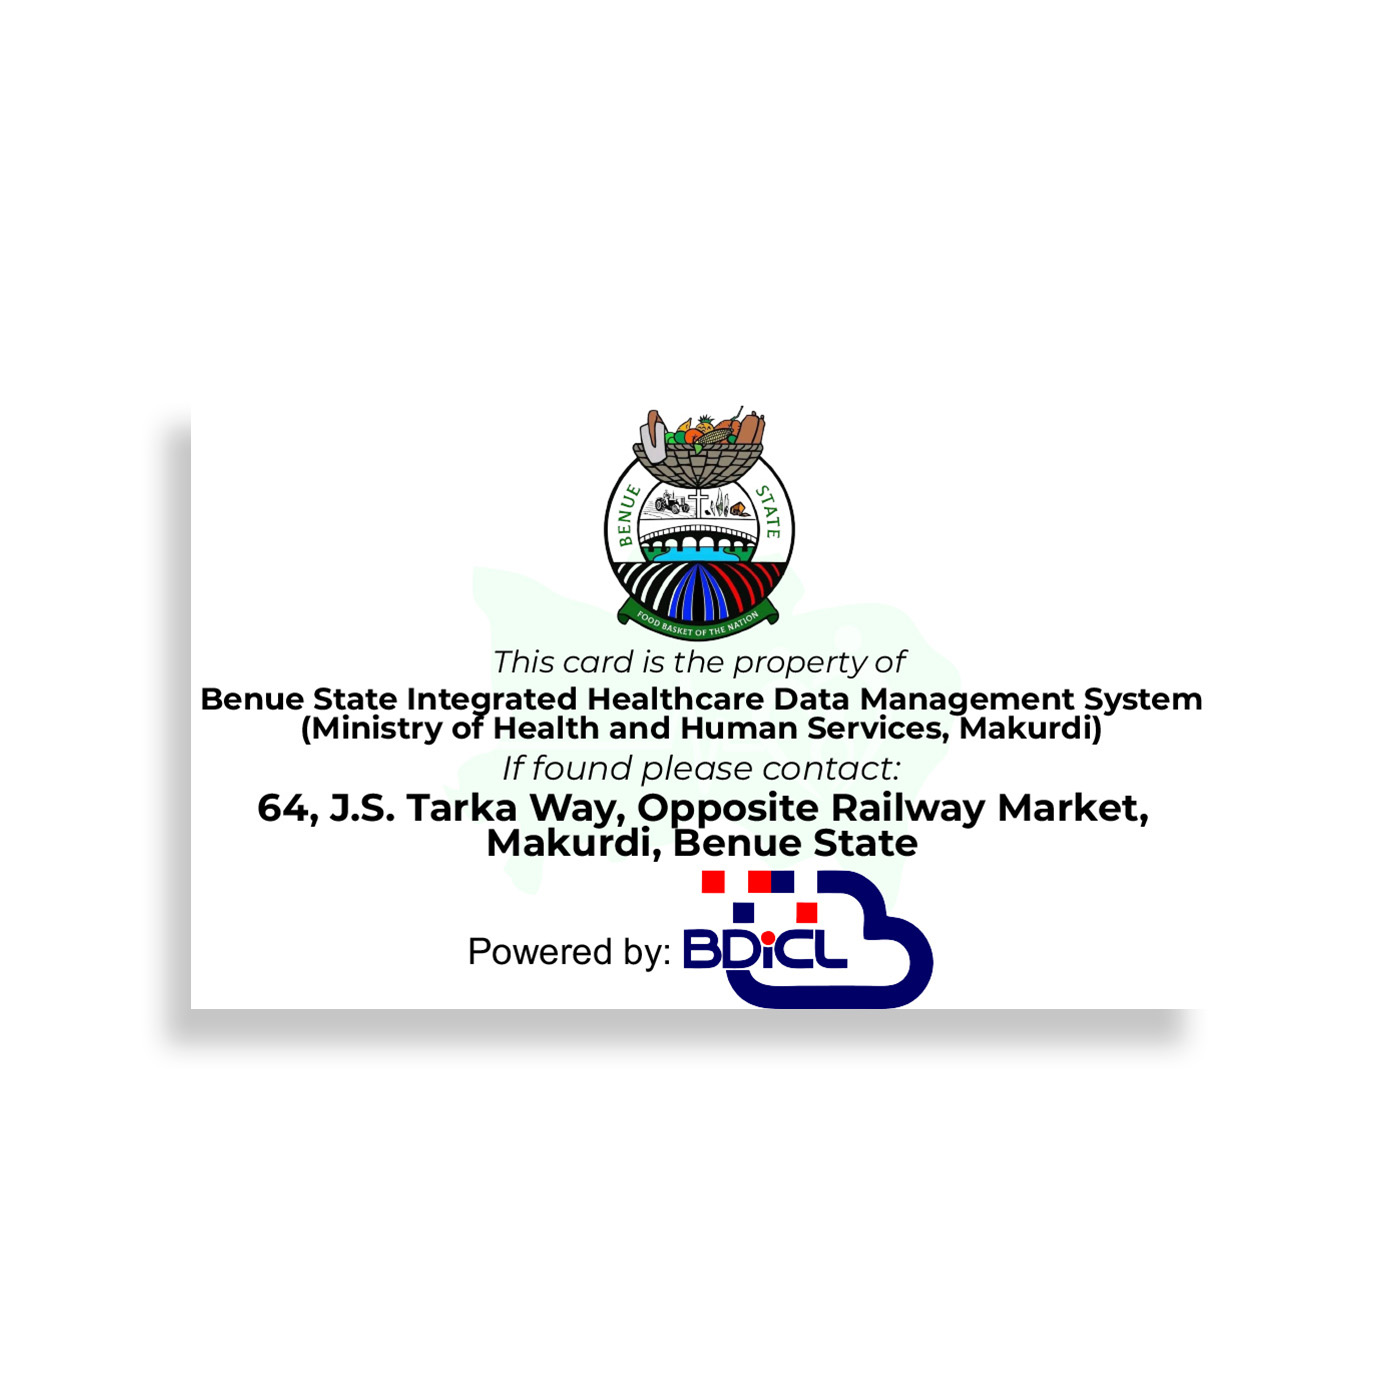 BENUE STATE
FOOD BASKET OF THE NATION
This card is the property of
Benue State Integrated Healthcare Data Management System
(Ministry of Health and Human Services, Makurdi)
If found please contact:
64, J.S. Tarka Way, Opposite Railway Market,
Makurdi, Benue State
Powered by: BDiCL